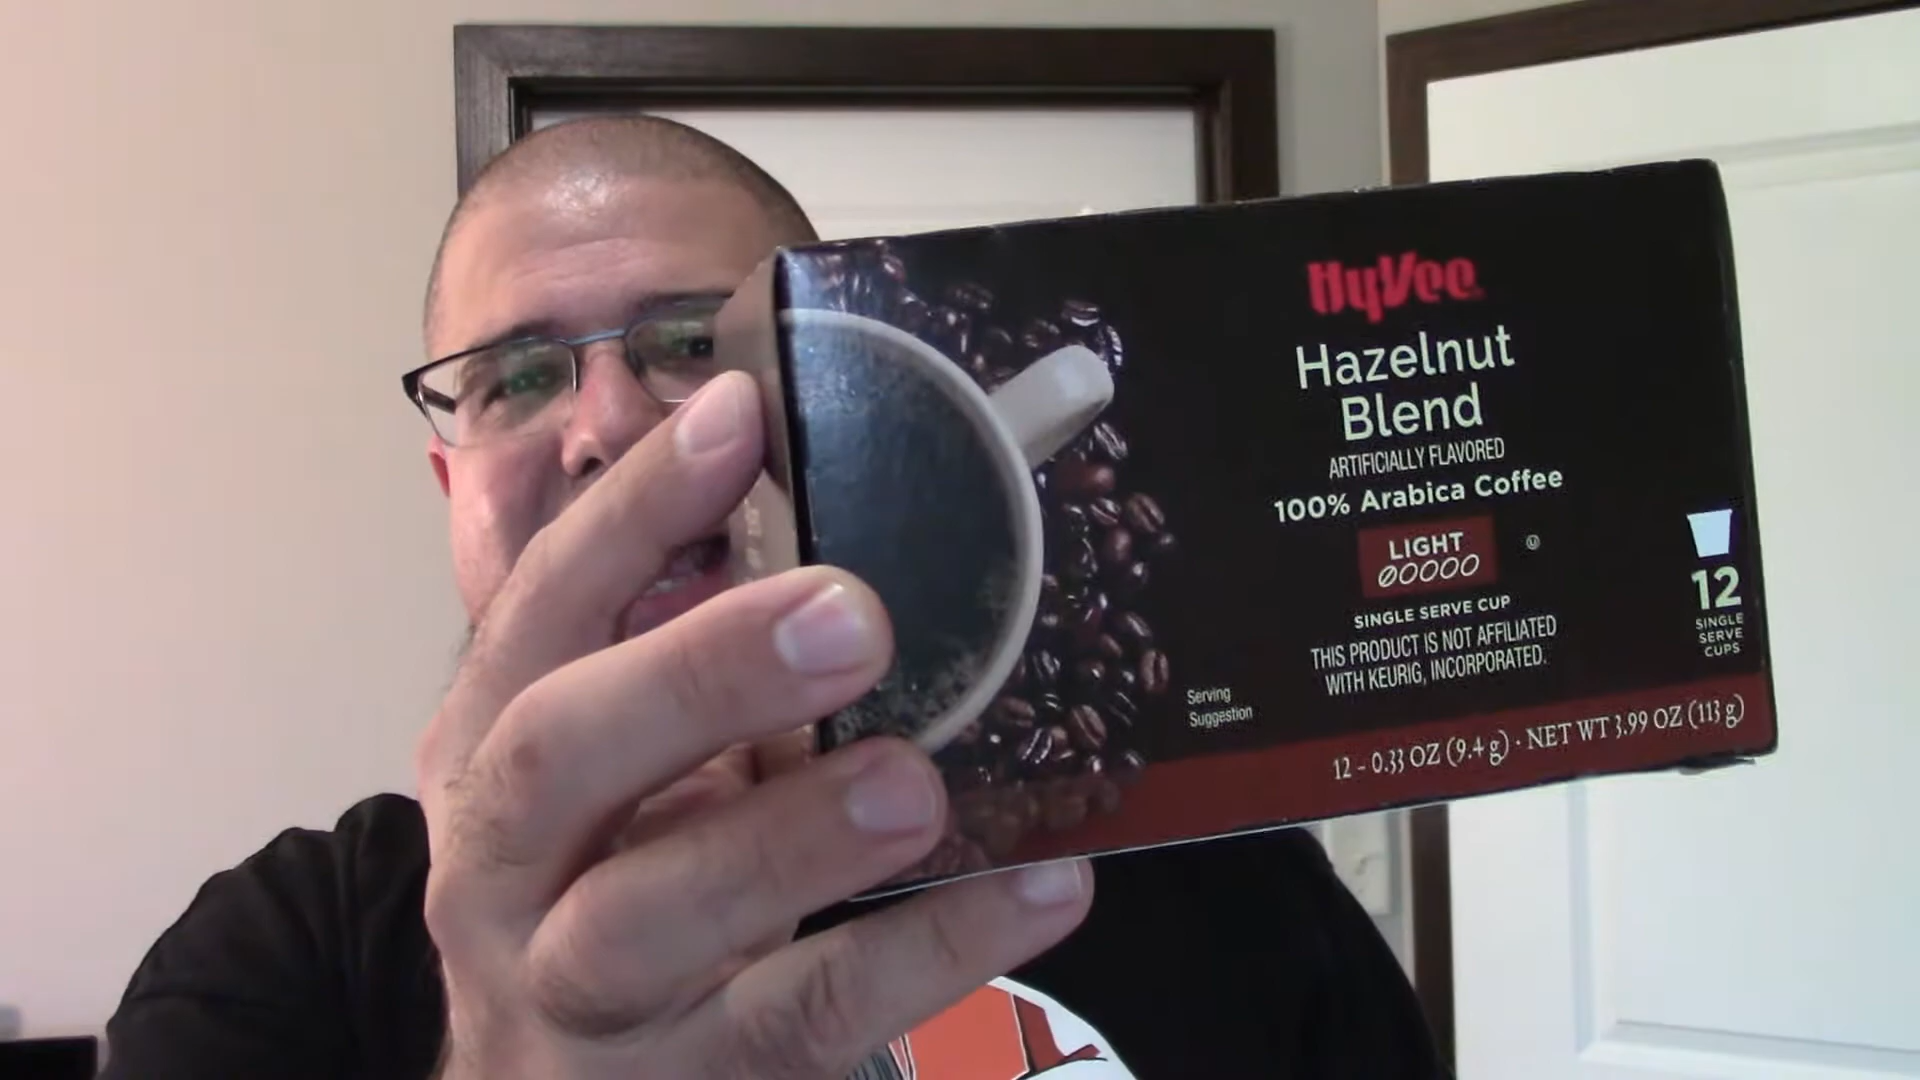 HyVee
Hazelnut
Blend
ARTIFICIALLY FLAVORED
100% Arabica Coffee
LIGHT
SINGLE SERVE CUP
THIS PRODUCT IS NOT AFFILIATED
WITH KEURIG, INCORPORATED.
12
SINGLE
SERVE
CUPS
Serving
Suggestion
12 - 0.33 OZ (9.4 g) · NET WT 3.99 OZ (113 g)